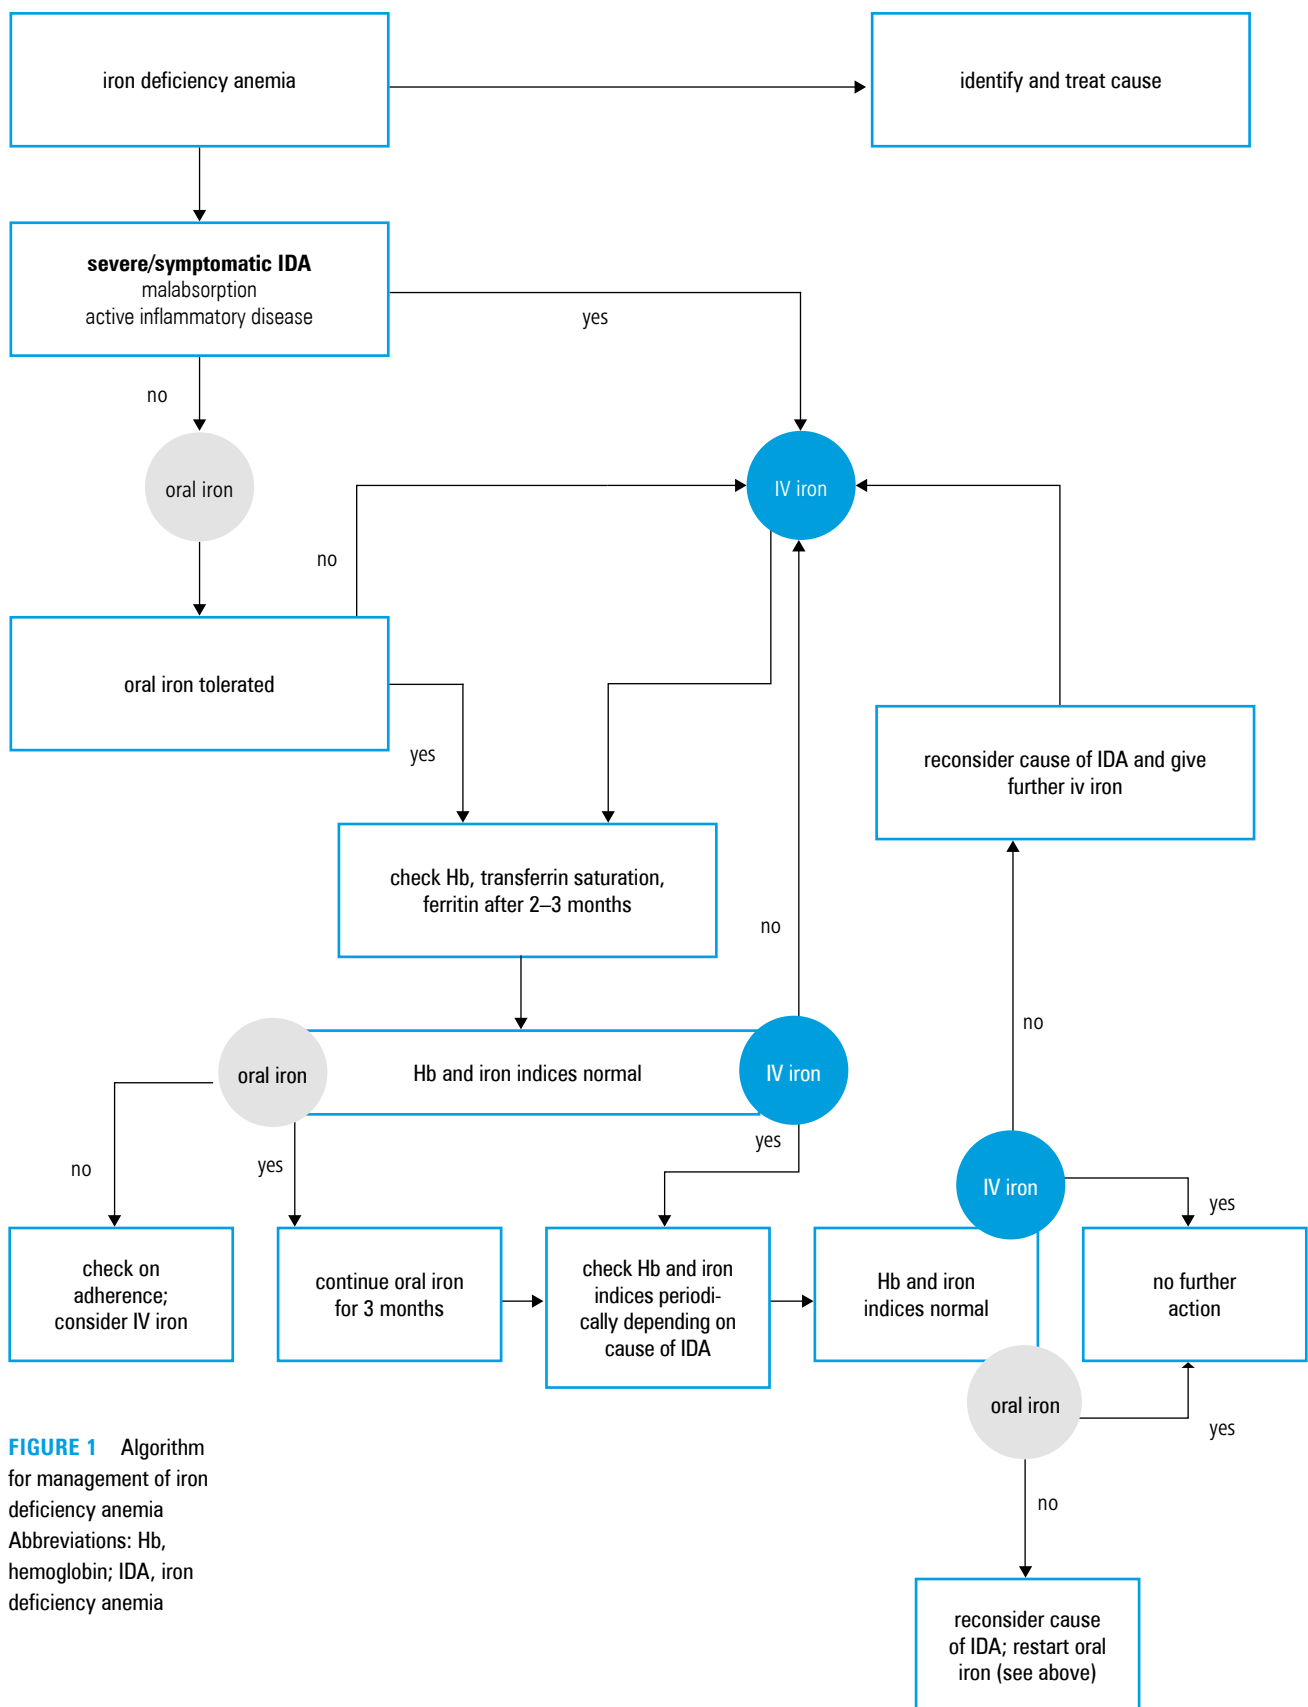 iron deficiency anemia
identify and treat cause
severe/symptomatic IDA
malabsorption
active inflammatory disease
yes
no
oral iron
IV iron
no
oral iron tolerated
yes
reconsider cause of IDA and give
further iv iron
check Hb, transferrin saturation,
ferritin after 2–3 months
no
no
oral iron
Hb and iron indices normal
IV iron
no
yes
yes
IV iron
yes
check on
adherence;
consider IV iron
continue oral iron
for 3 months
check Hb and iron
indices periodi-
cally depending on
cause of IDA
Hb and iron
indices normal
no further
action
oral iron
yes
no
reconsider cause
of IDA; restart oral
iron (see above)
FIGURE 1 Algorithm
for management of iron
deficiency anemia
Abbreviations: Hb,
hemoglobin; IDA, iron
deficiency anemia